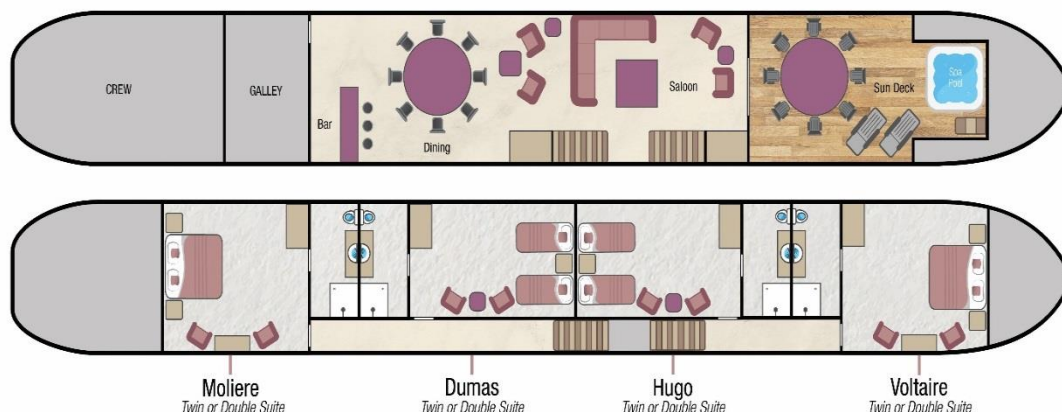 CREW
GALLEY
Bar
Dining
Saloon
Sun Deck
Spa
Pool
Moliere
Twin or Double Suite
Dumas
Twin or Double Suite
Hugo
Twin or Double Suite
Voltaire
Twin or Double Suite